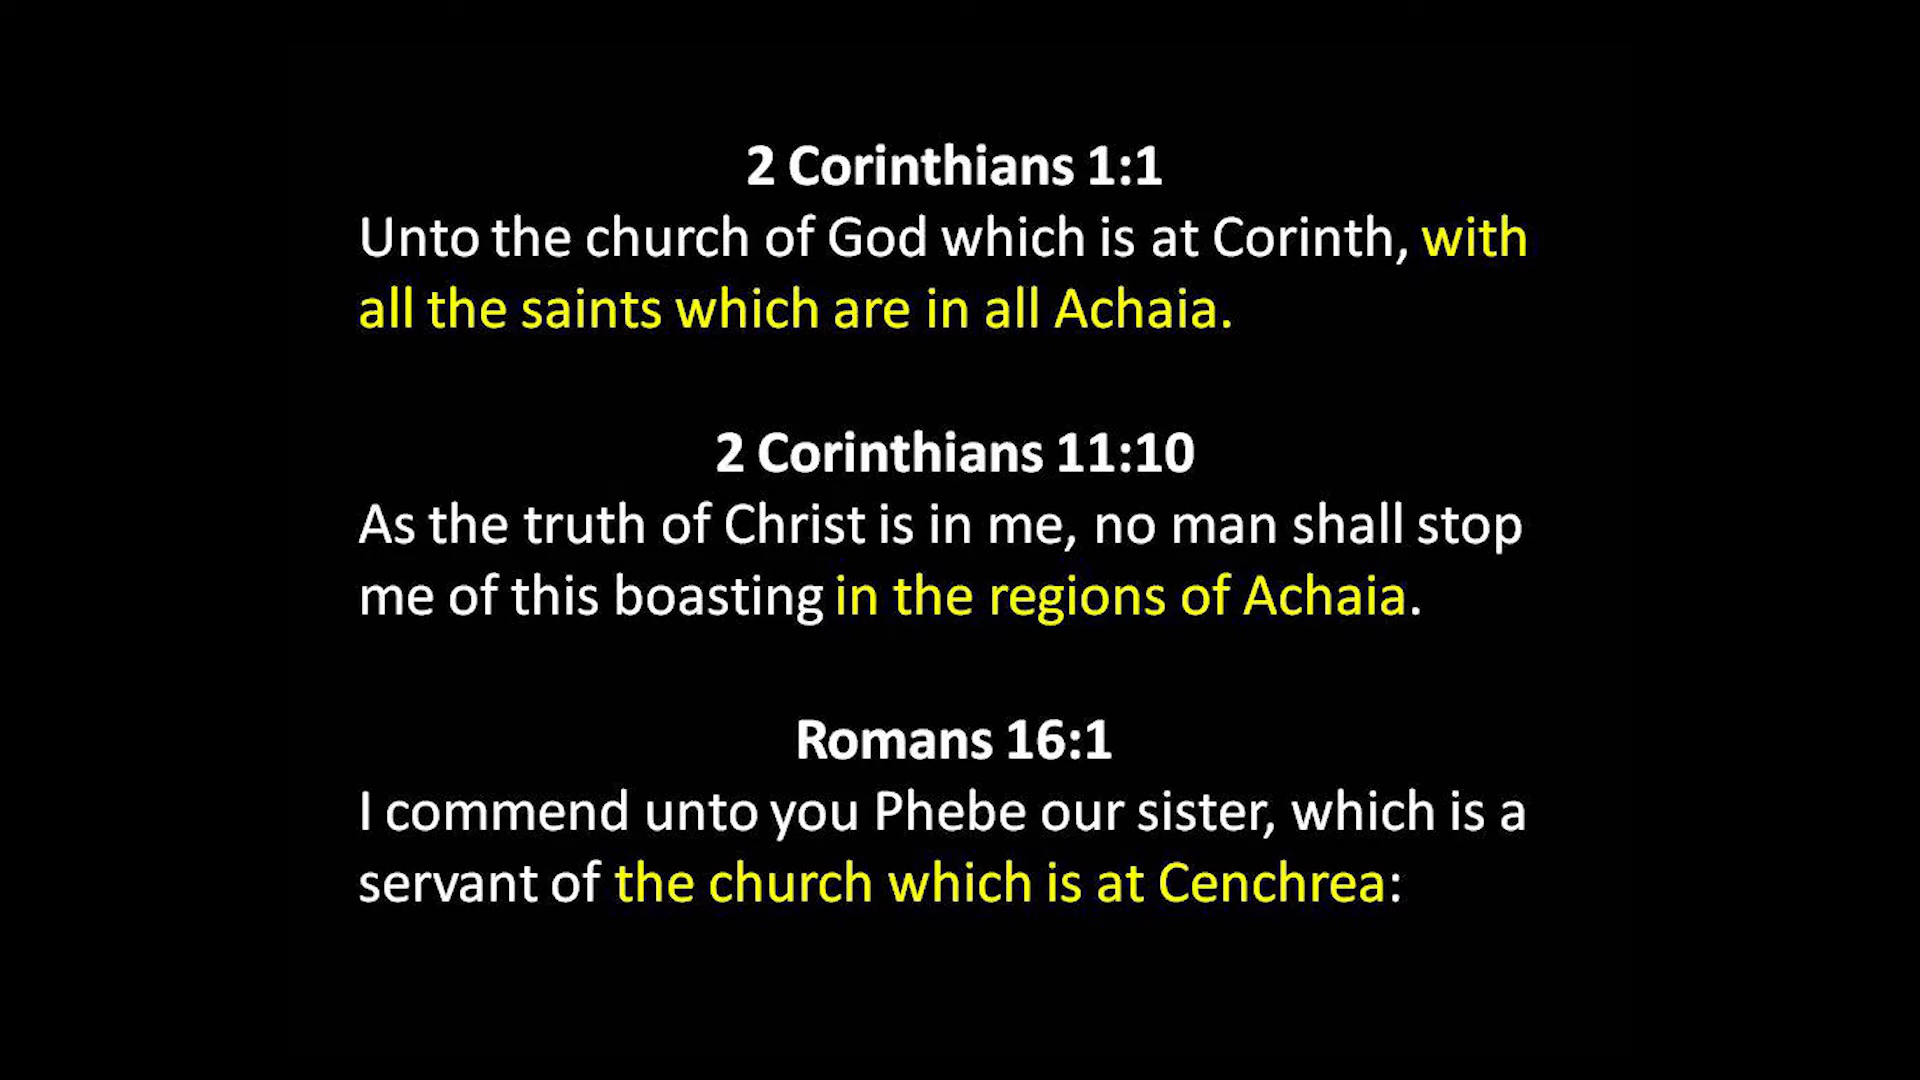 2 Corinthians 1:1
Unto the church of God which is at Corinth, with
all the saints which are in all Achaia.
2 Corinthians 11:10
As the truth of Christ is in me, no man shall stop
me of this boasting in the regions of Achaia.
Romans 16:1
I commend unto you Phebe our sister, which is a
servant of the church which is at Cenchrea: